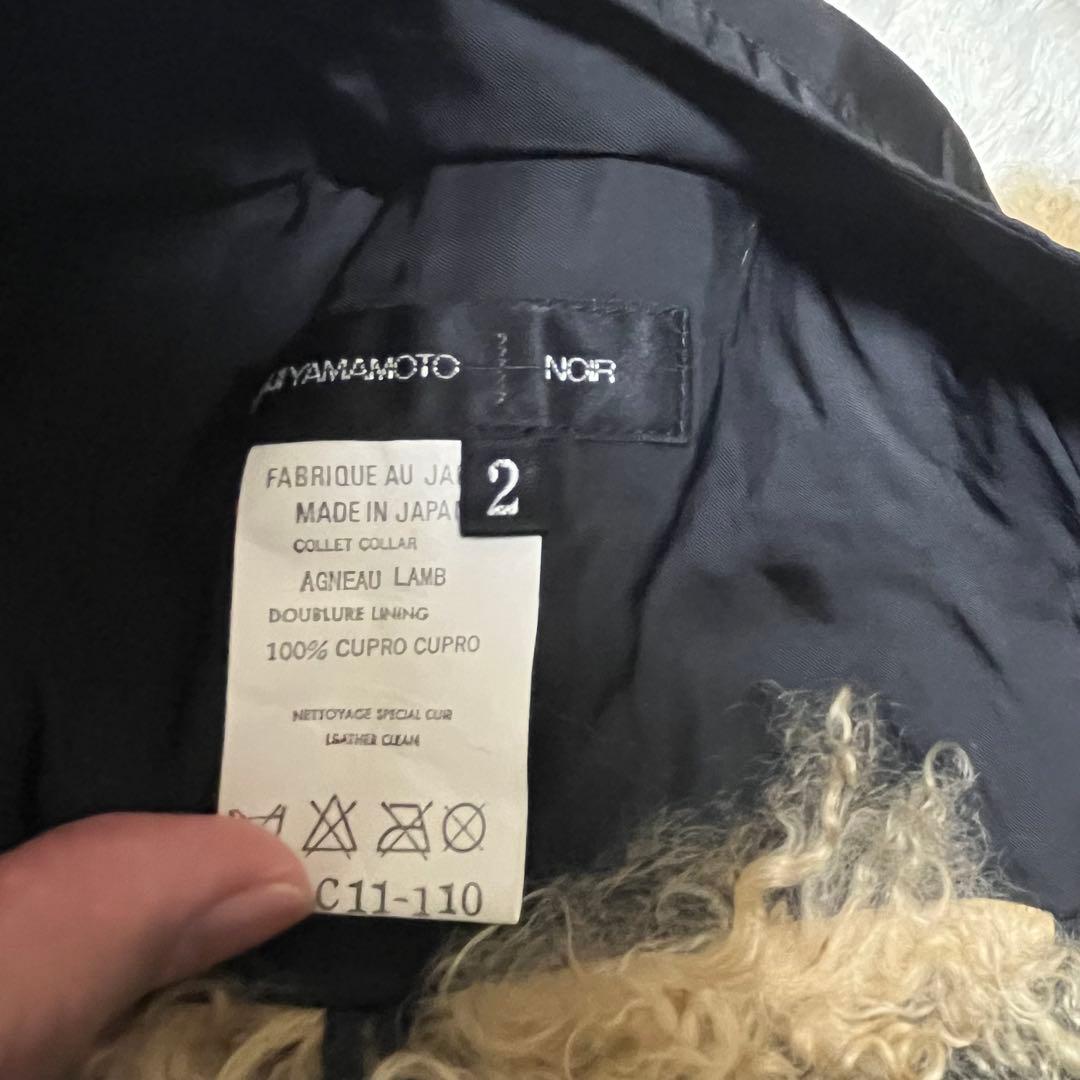 YAMAMOTO NOIR
2
FABRIQUE AU JA
MADE IN JAPA
COLLET COLLAR
AGNEAU LAMB
DOUBLURE LINING
100% CUPRO CUPRO
NETTOYAGE SPECIAL CUIR
LEATHER CLEAN
C11-110